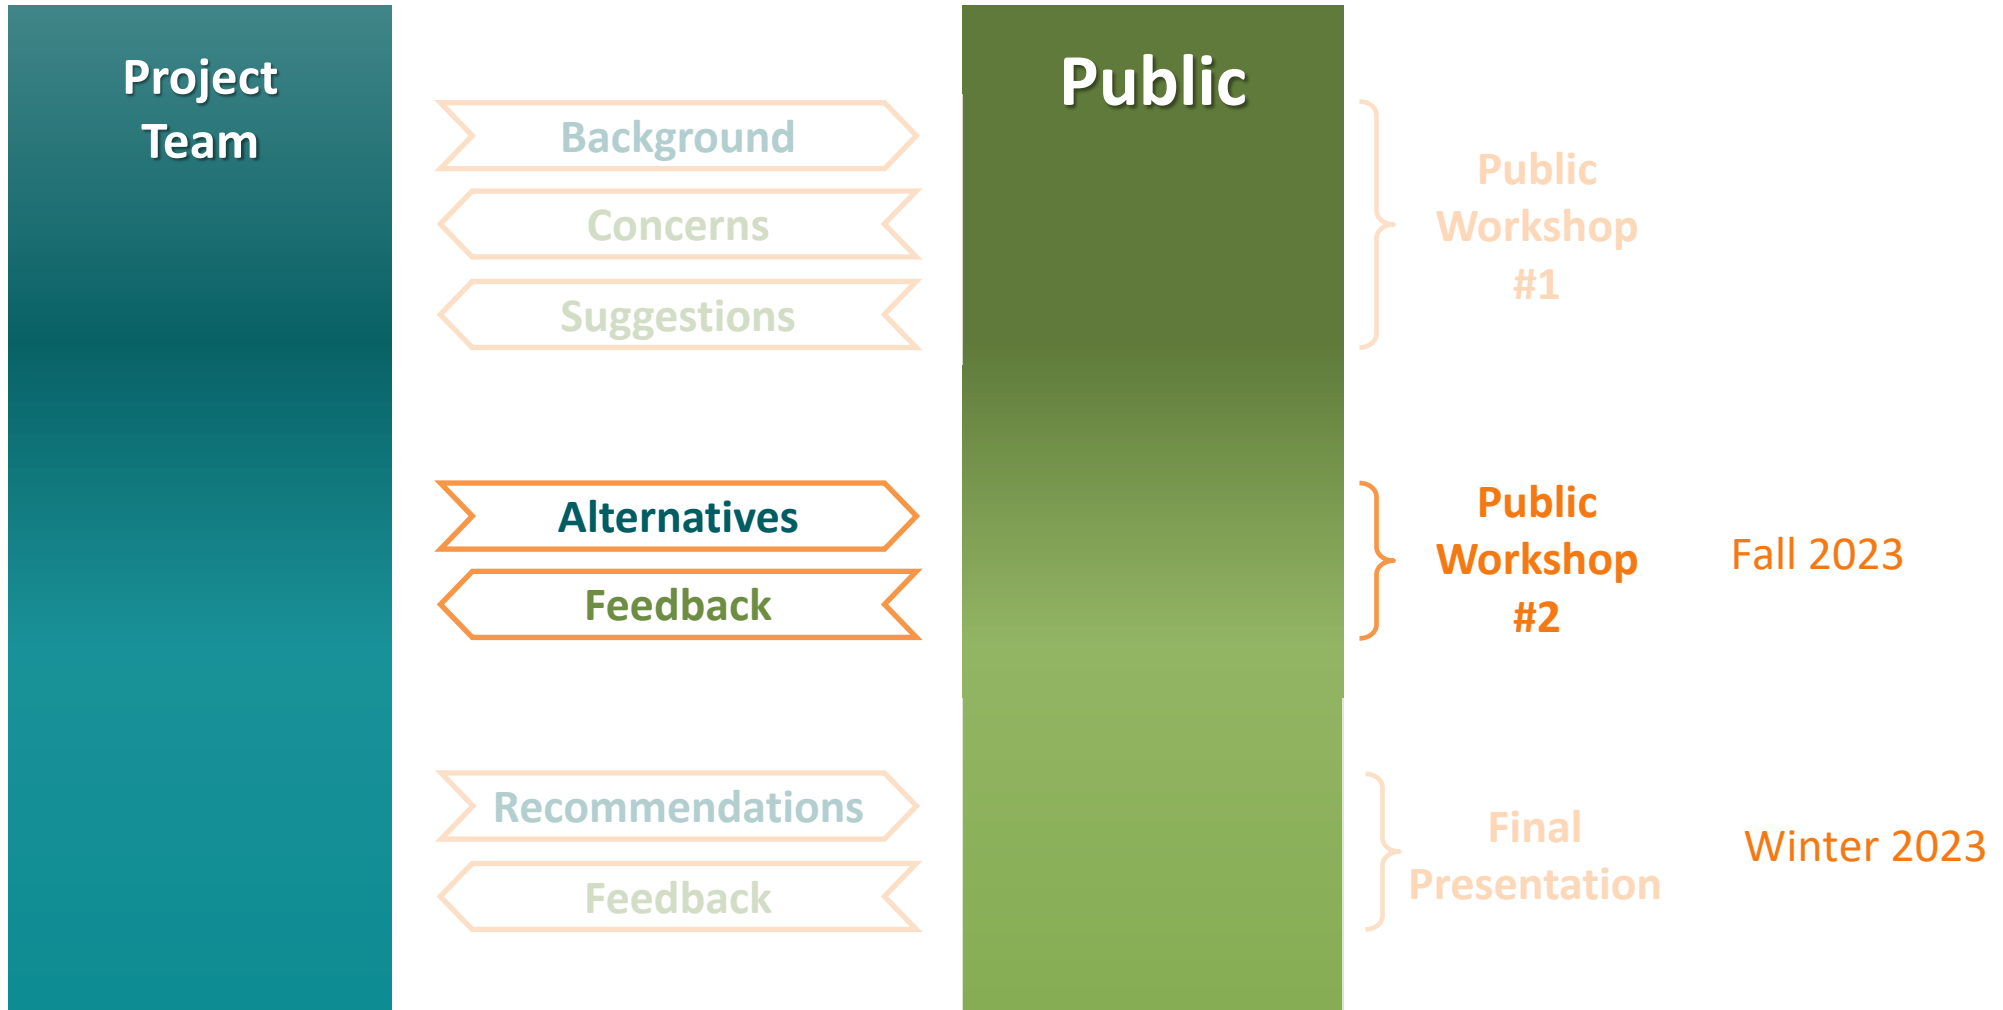 Project
Team
Public
Background
Concerns
Suggestions
Public
Workshop
#1
Alternatives
Feedback
Public
Workshop
#2
Fall 2023
Recommendations
Feedback
Final
Presentation
Winter 2023